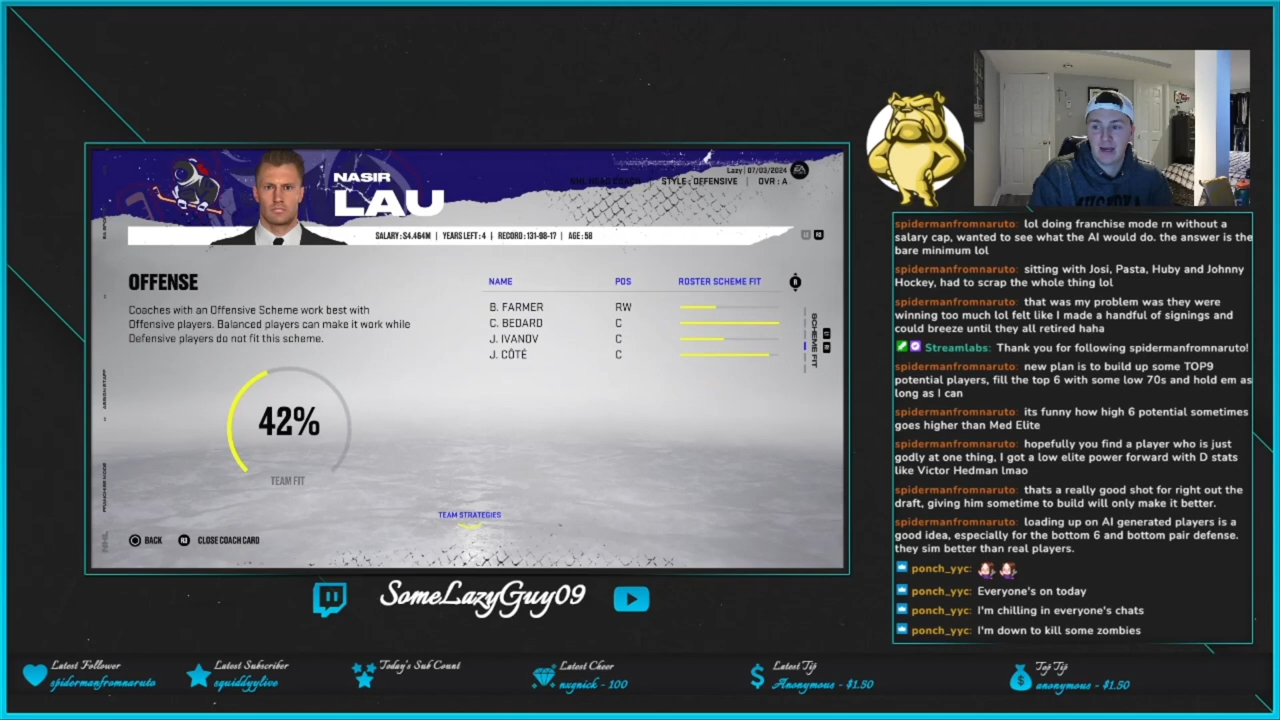 NASIR
LAU
Lazy | 07/03/2024
NHL HEAD COACH STYLE : OFFENSIVE | OVR : A
SALARY : $4.464M | YEARS LEFT : 4 | RECORD : 131-98-17 | AGE : 58
OFFENSE
Coaches with an Offensive Scheme work best with
Offensive players. Balanced players can make it work while
Defensive players do not fit this scheme.
42%
TEAM FIT
NAME POS ROSTER SCHEME FIT
B. FARMER RW
C. BEDARD C
J. IVANOV C
J. CÔTÉ C
SCHEME FIT
TEAM STRATEGIES
BACK
CLOSE COACH CARD
NHL
SomeLazyGuy09
spidermanfromnaruto: lol doing franchise mode rn without a
salary cap, wanted to see what the AI would do. the answer is the
bare minimum lol
spidermanfromnaruto: sitting with Josi, Pasta, Huby and Johnny
Hockey, had to scrap the whole thing lol
spidermanfromnaruto: that was my problem was they were
winning too much lol felt like I made a handful of signings and
could breeze until they all retired haha
Streamlabs: Thank you for following spidermanfromnaruto!
spidermanfromnaruto: new plan is to build up some TOP9
potential players, fill the top 6 with some low 70s and hold em as
long as I can
spidermanfromnaruto: its funny how high 6 potential sometimes
goes higher than Med Elite
spidermanfromnaruto: hopefully you find a player who is just
godly at one thing, I got a low elite power forward with D stats
like Victor Hedman lmao
spidermanfromnaruto: thats a really good shot for right out the
draft, giving him sometime to build will only make it better.
spidermanfromnaruto: loading up on AI generated players is a
good idea, especially for the bottom 6 and bottom pair defense.
they sim better than real players.
ponch_yyc:
ponch_yyc: Everyone's on today
ponch_yyc: I'm chilling in everyone's chats
ponch_yyc: I'm down to kill some zombies
Latest Follower
spidermanfromnaruto
Latest Subscriber
squiddyylive
Today's Sub Count
Latest Cheer
nxgnick - 100
Latest Tip
Anonymous - $1.50
Top Tip
anonymous - $1.50